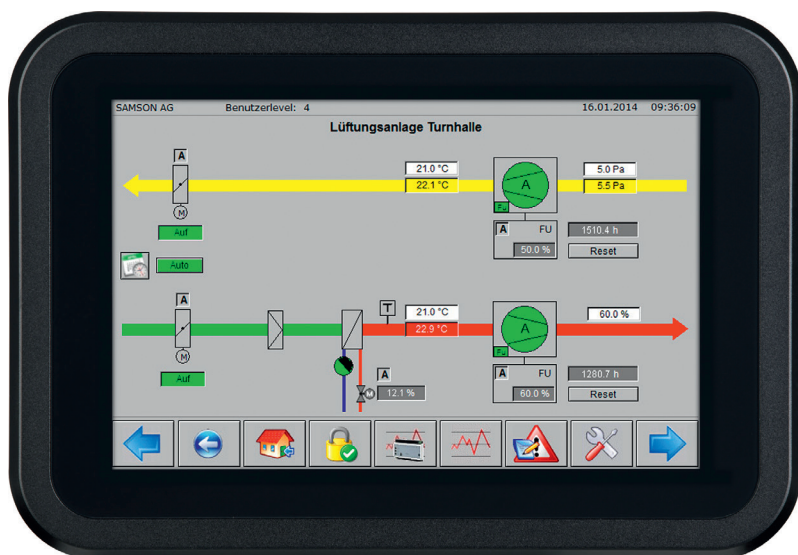 SAMSON AG Benutzerlevel: 4 16.01.2014 09:36:09
Lüftungsanlage Turnhalle
A
21.0 °C 5.0 Pa
22.1 °C A 5.5 Pa
Fu
M
Auf
A FU 1510.4 h
50.0 % Reset
Auto
A
T 21.0 °C 60.0 %
22.9 °C A
Fu
M
Auf
A
M 12.1 %
A FU 1280.7 h
60.0 % Reset